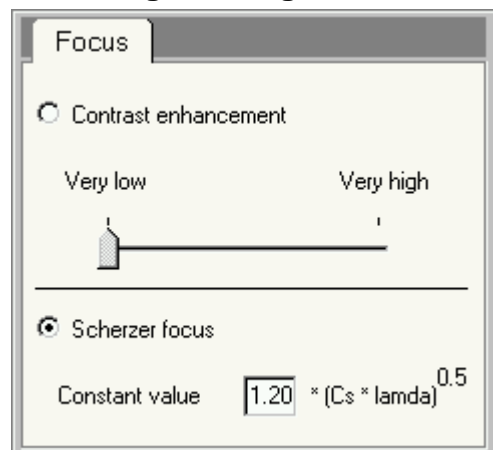 Focus
Contrast enhancement
Very low Very high
Scherzer focus
Constant value 1.20 * (Cs * lamda)0.5